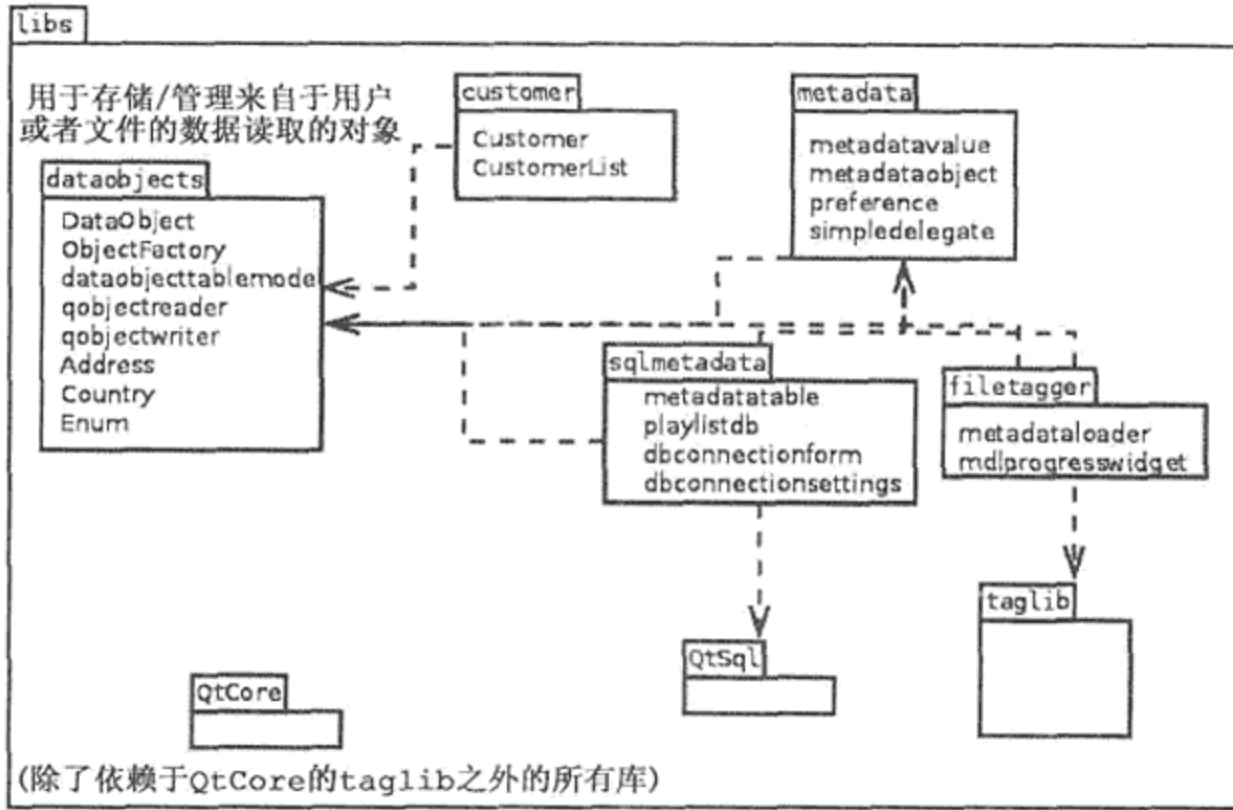 libs
用于存储/管理来自于用户
或者文件的数据读取的对象
dataobjects
DataObject
ObjectFactory
dataobjecttablemode
qobjectreader
qobjectwriter
Address
Country
Enum
customer
Customer
CustomerList
metadata
metadatavalue
metadataobject
preference
simpledelegate
sqlmetadata
metadatatable
playlistdb
dbconnectionform
dbconnectionsettings
filetagger
metadataloader
mdlprogresswidget
taglib
QtSql
QtCore
(除了依赖于QtCore的taglib之外的所有库)